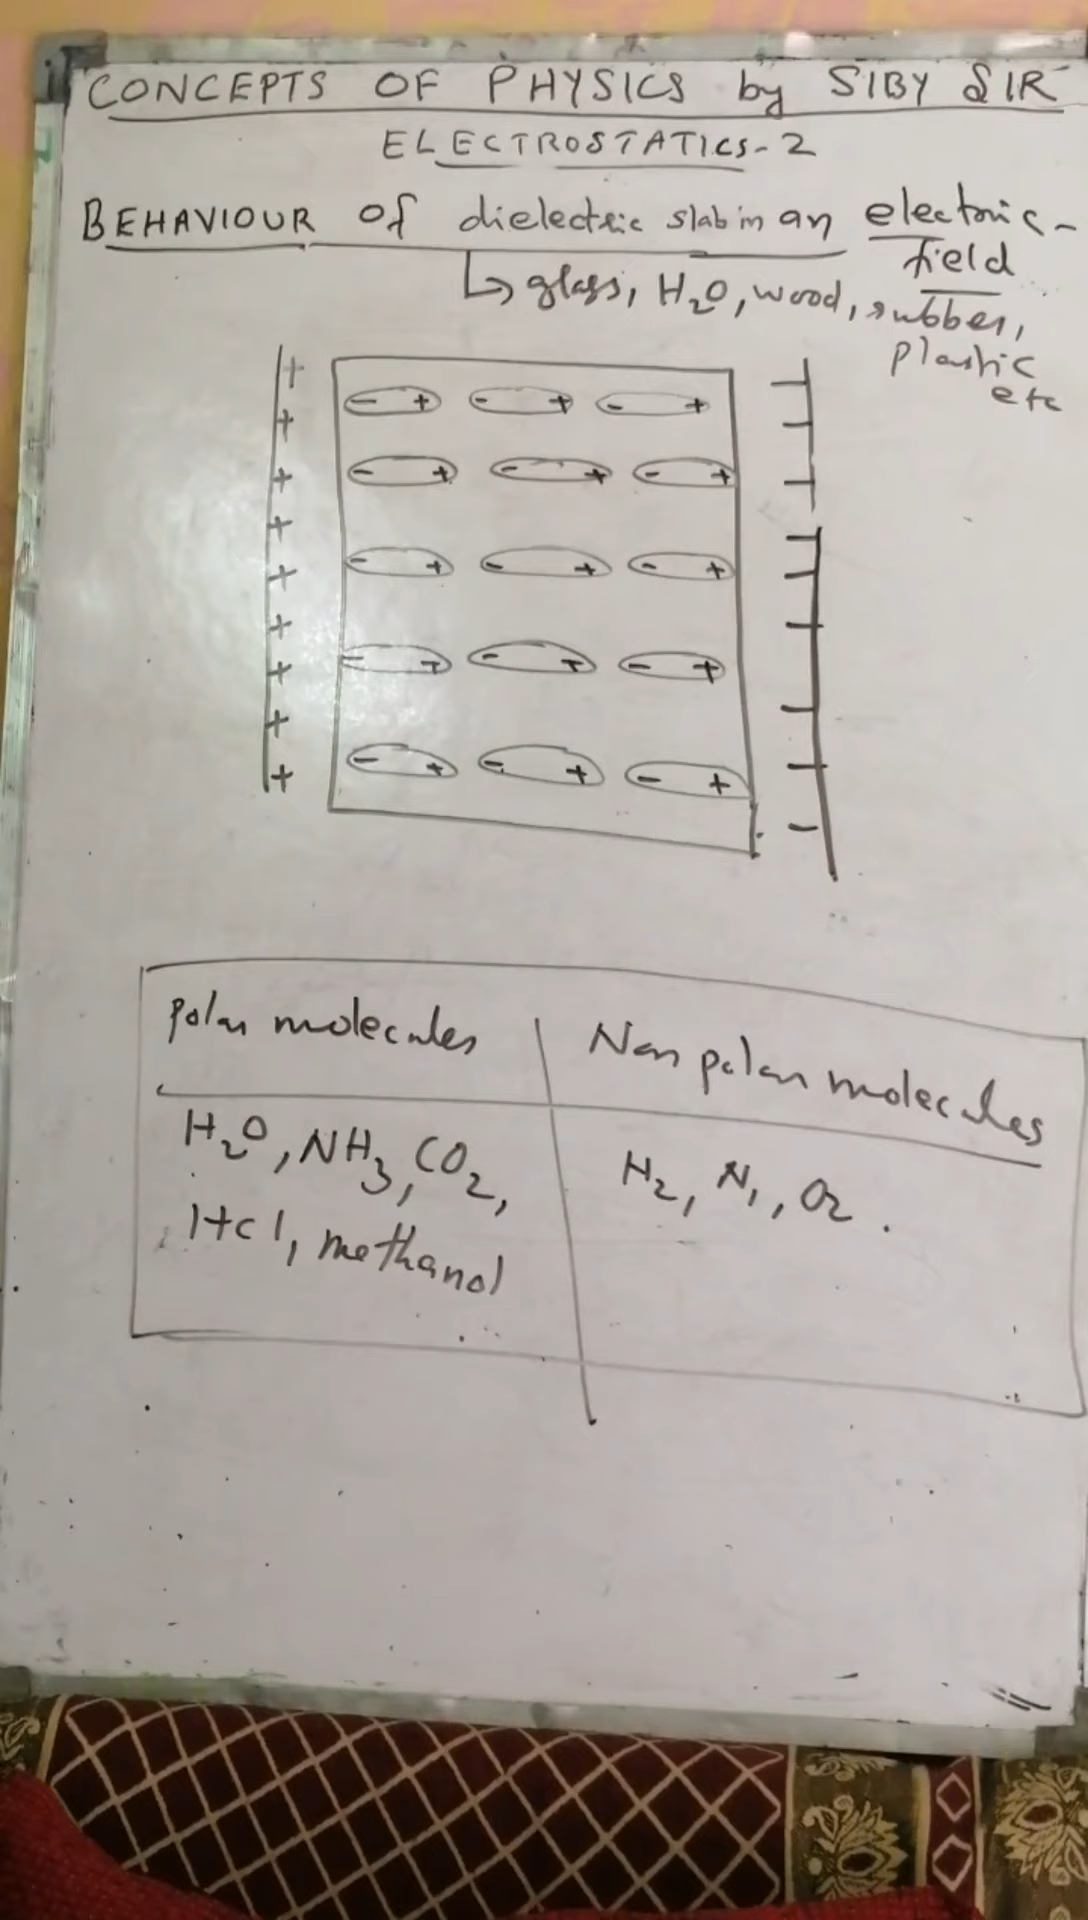 CONCEPTS OF PHYSICS by SIBY SIR
ELECTROSTATICS-2
BEHAVIOUR Of dielectric slab in an electric-
field
↳ glass, H₂O, wood, rubber,
plastic
etc
+ - + - + - + -
+ - + - + - + -
+ - + - + - + -
+ -
+ - + - + - + -
+ -
+ - + - + - + -
+ -
+ - + - + - + -
polar molecules
Non polar molecules
H₂O, NH₃, CO₂,
HCl, methanol
H₂, N₁, O₂.